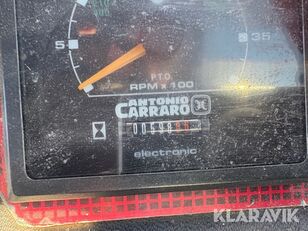 5
35
P.T.O.
RPM x 100
ANTONIO
CARRARO
electronic
KLARAVIK